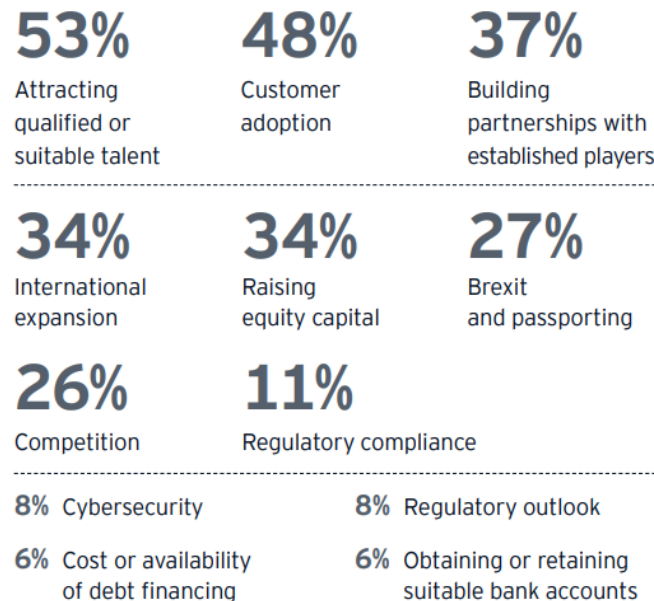 53% 48% 37%
Attracting Customer Building
qualified or adoption partnerships with
suitable talent established players
34% 34% 27%
International Raising Brexit
expansion equity capital and passporting
26% 11%
Competition Regulatory compliance
8% Cybersecurity 8% Regulatory outlook
6% Cost or availability 6% Obtaining or retaining
of debt financing suitable bank accounts